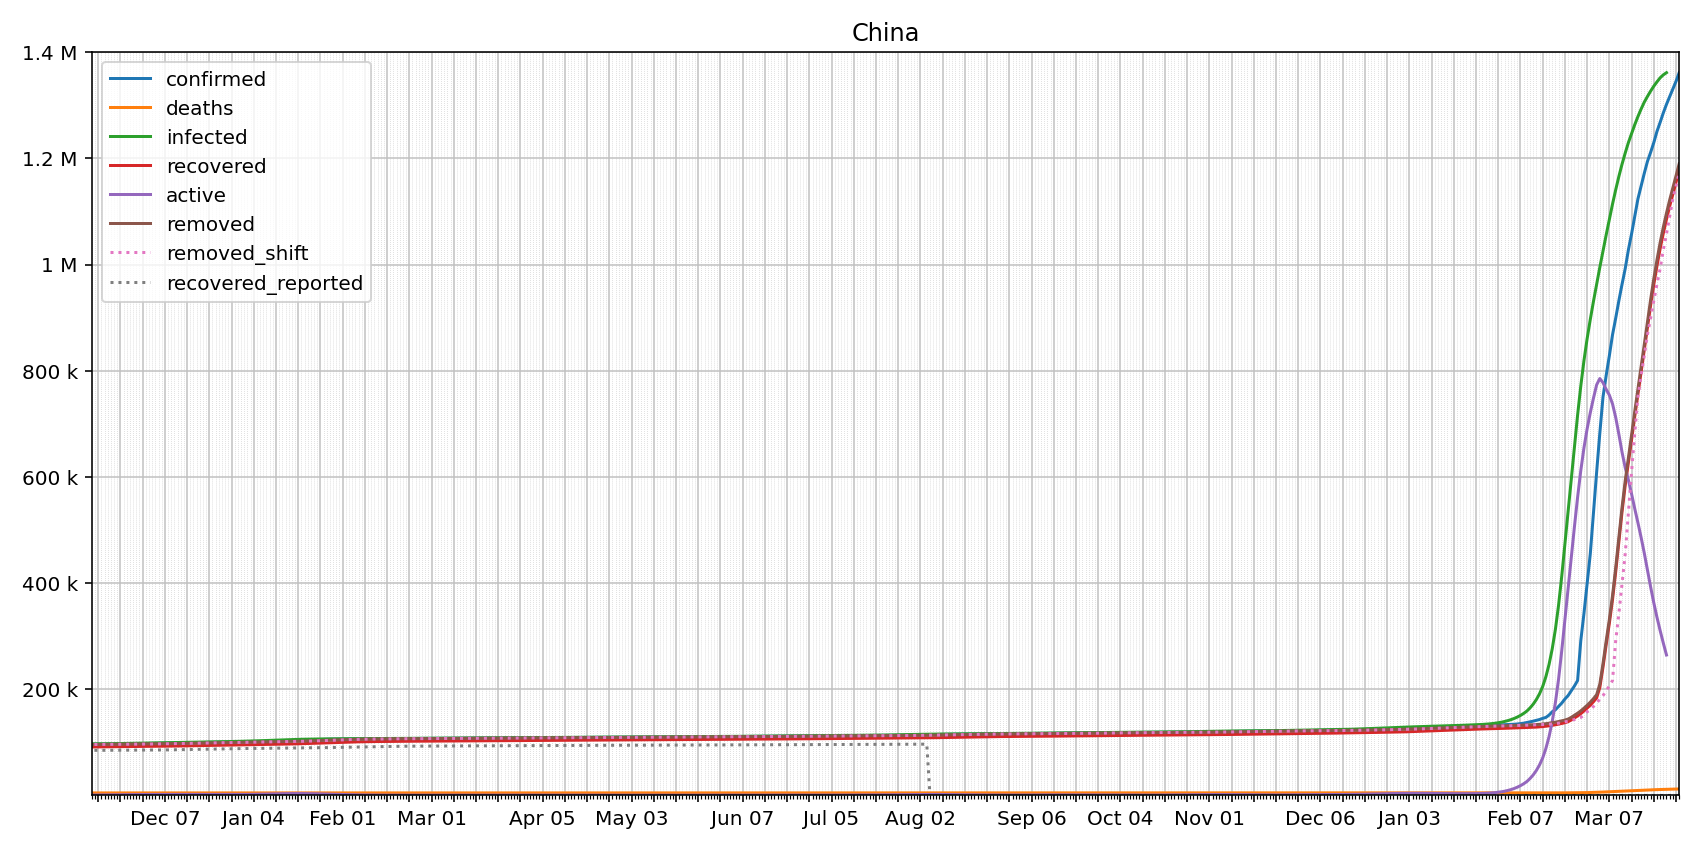 China
1.4 M
1.2 M
1 M
800 k
600 k
400 k
200 k
confirmed
deaths
infected
recovered
active
removed
removed_shift
recovered_reported
Dec 07 Jan 04 Feb 01 Mar 01 Apr 05 May 03 Jun 07 Jul 05 Aug 02 Sep 06 Oct 04 Nov 01 Dec 06 Jan 03 Feb 07 Mar 07